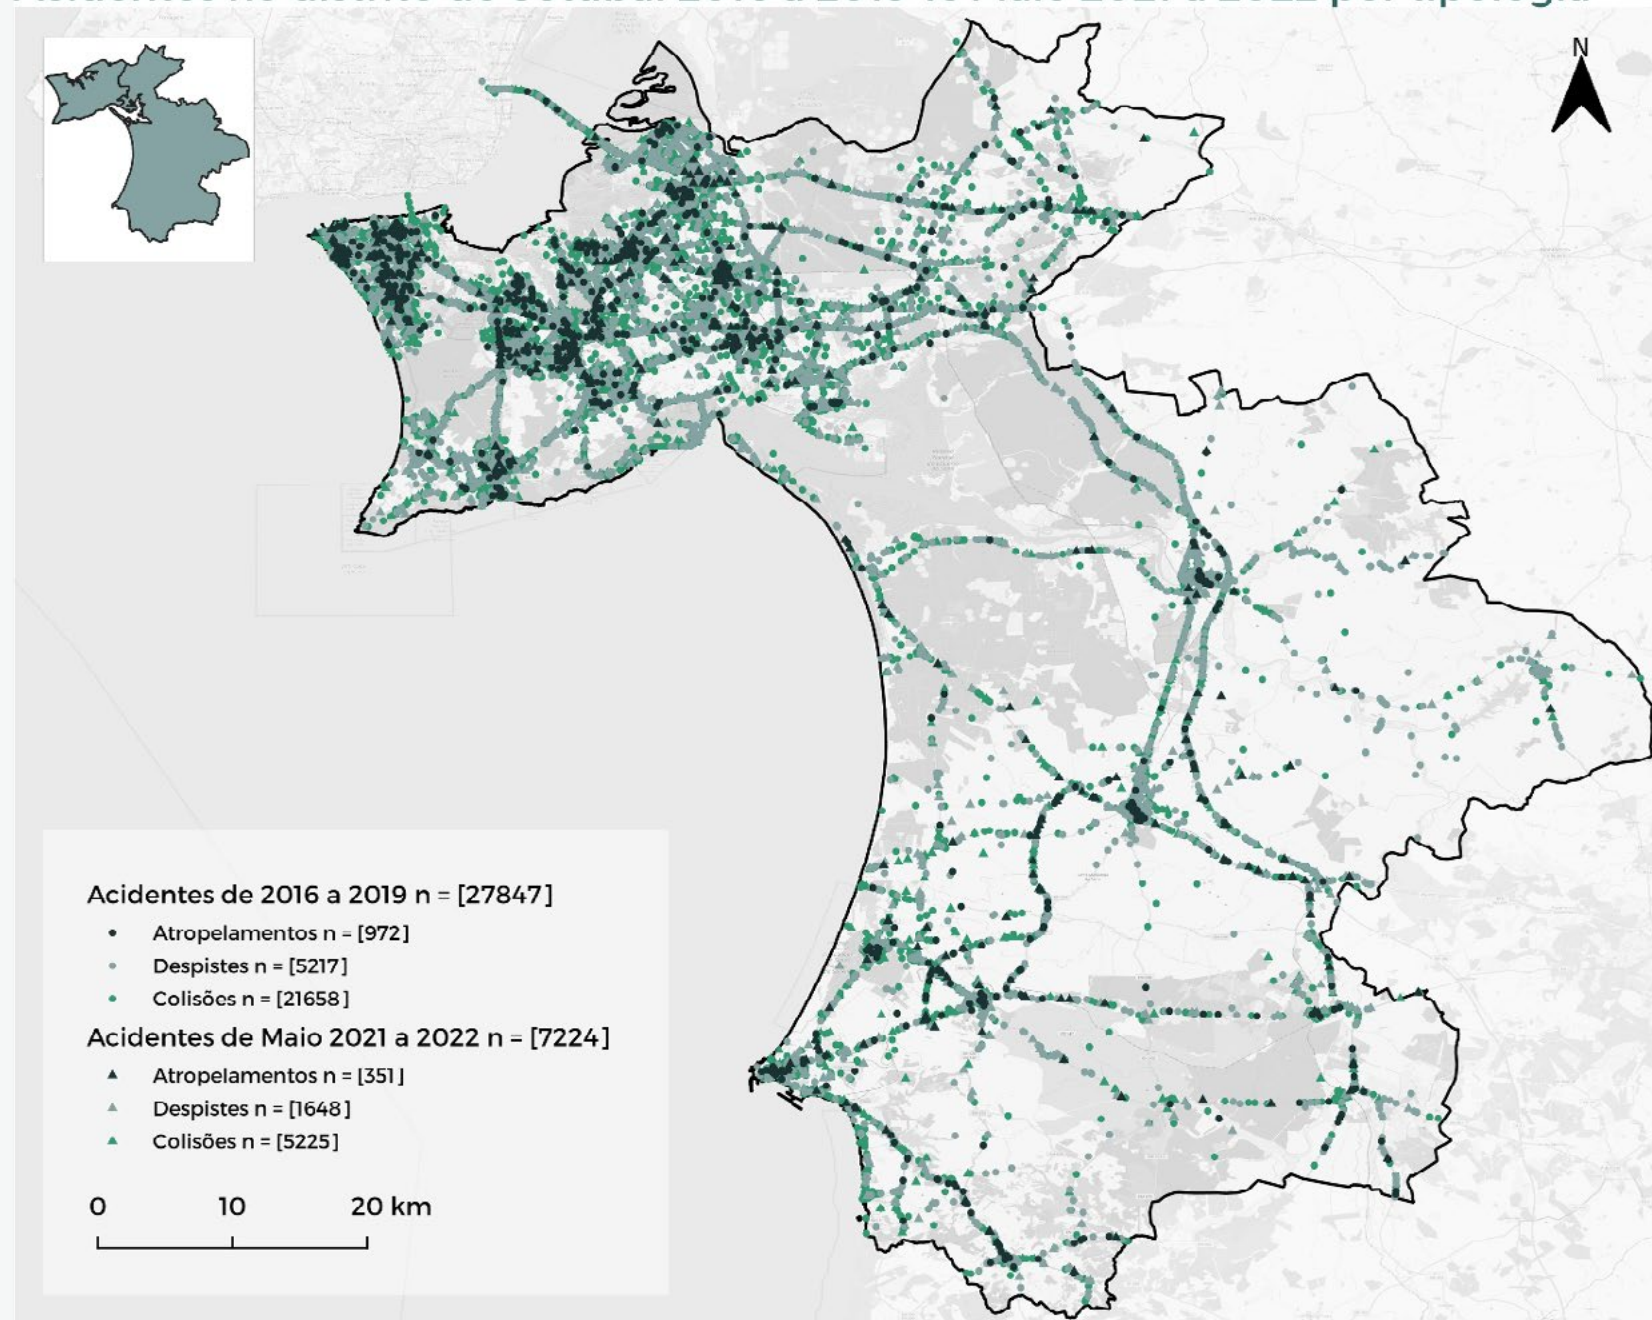 N
Acidentes de 2016 a 2019 n = [27847]
Atropelamentos n = [972]
Despistes n = [5217]
Colisões n = [21658]
Acidentes de Maio 2021 a 2022 n = [7224]
Atropelamentos n = [351]
Despistes n = [1648]
Colisões n = [5225]
0 10 20 km